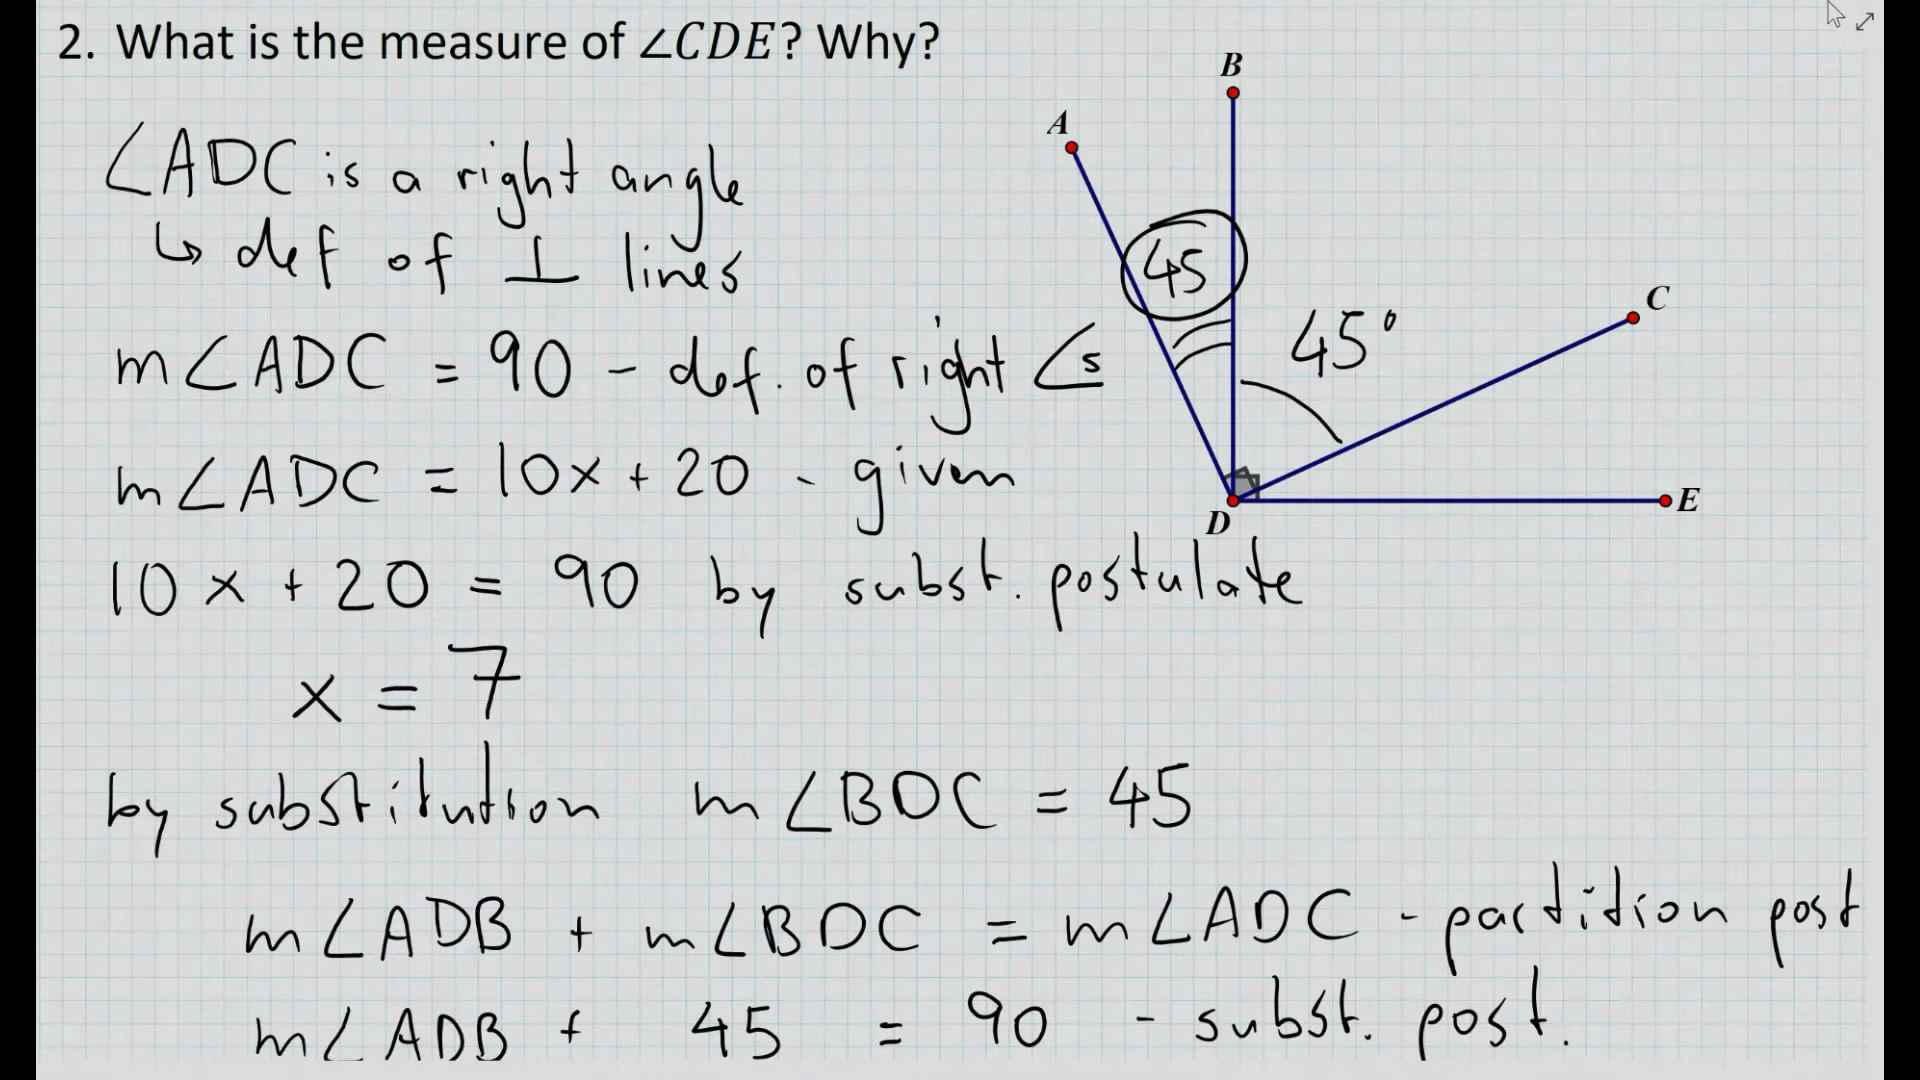 2. What is the measure of ∠CDE? Why?
∠ADC is a right angle
↳ def of ⊥ lines
m∠ADC = 90 - def. of right ∠s
m∠ADC = 10x + 20 - given
10x + 20 = 90 by subst. postulate
x = 7
by substitution m∠BDC = 45
m∠ADB + m∠BDC = m∠ADC - partition post
m∠ADB + 45 = 90 - subst. post.
B
A
45
45°
C
D
E